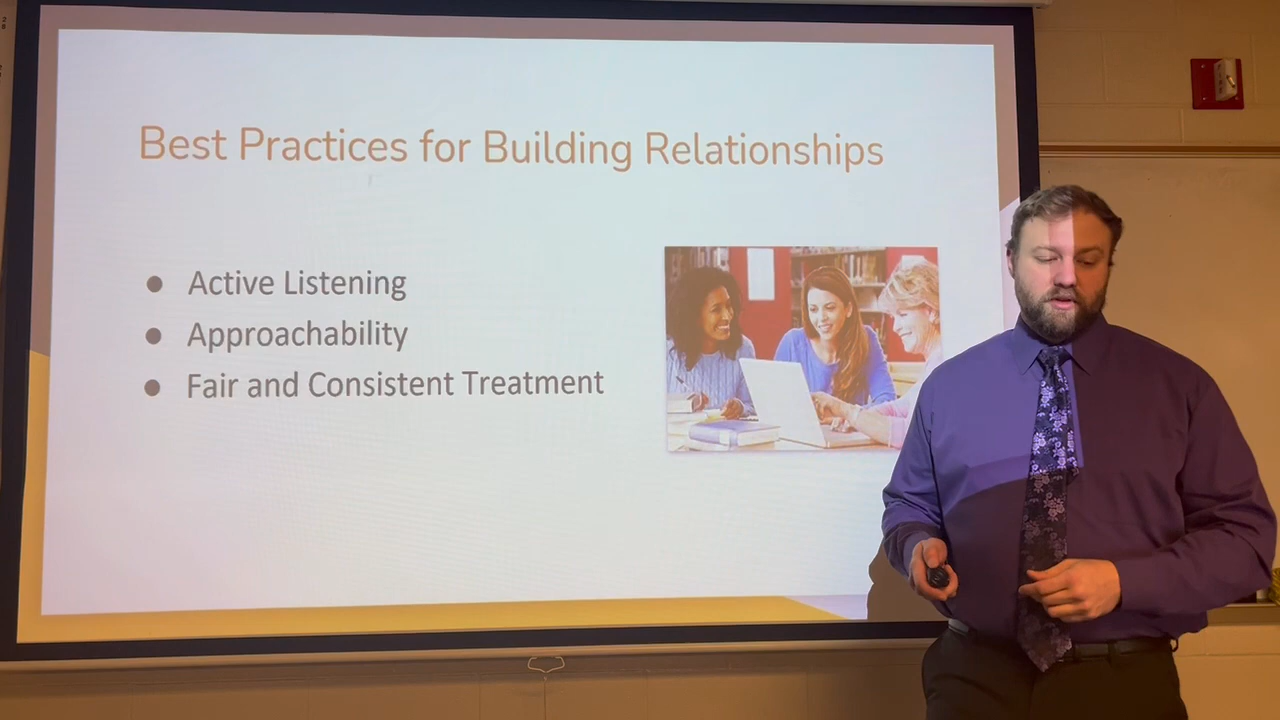 Best Practices for Building Relationships
● Active Listening
● Approachability
● Fair and Consistent Treatment